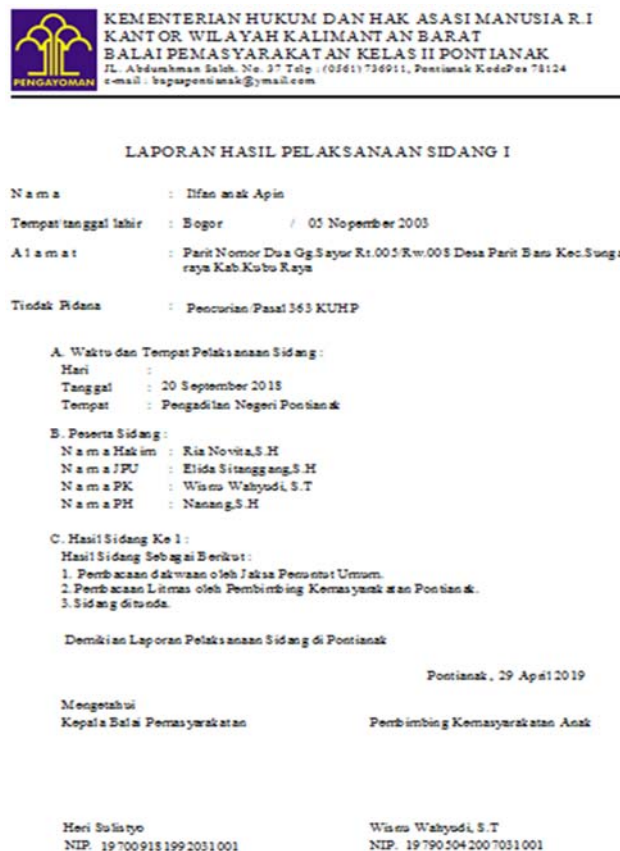 PENGAYOMAN
KEMENTERIAN HUKUM DAN HAK ASASI MANUSIA R.I
KANTOR WILAYAH KALIMANTAN BARAT
BALAI PEMASYARAKATAN KELAS II PONTIANAK
JL. Abdurahman Saleh. No. 37 Telp : (0561) 736911, Pontianak KodePos 78124
e-mail : bapaspontianak@ymail.com
LAPORAN HASIL PELAKSANAAN SIDANG I
N a m a : Ilfan anak Apin
Tempat/tanggal lahir : Bogor / 05 Nopember 2003
A l a m a t : Parit Nomor Dua Gg.Sayur Rt.005/Rw.008 Desa Parit Baru Kec.Sunga
raya Kab.Kubu Raya
Tindak Pidana : Pencurian/Pasal 363 KUHP
A. Waktu dan Tempat Pelaksanaan Sidang :
Hari :
Tanggal : 20 September 2018
Tempat : Pengadilan Negeri Pontianak
B. Peserta Sidang :
N a m a Hakim : Ria Novita,S.H
N a m a JPU : Elida Sitanggang,S.H
N a m a PK : Wisnu Wahyudi, S.T
N a m a PH : Nanang,S.H
C. Hasil Sidang Ke 1 :
Hasil Sidang Sebagai Berikut :
1. Pembacaan dakwaan oleh Jaksa Penuntut Umum.
2. Pembacaan Litmas oleh Pembimbing Kemasyarakatan Pontianak.
3. Sidang ditunda.
Demikian Laporan Pelaksanaan Sidang di Pontianak
Pontianak, 29 April 2019
Mengetahui
Kepala Balai Pemasyarakatan Pembimbing Kemasyarakatan Anak
Heri Sulistyo Wisnu Wahyudi, S.T
NIP. 197009181992031001 NIP. 197905042007031001